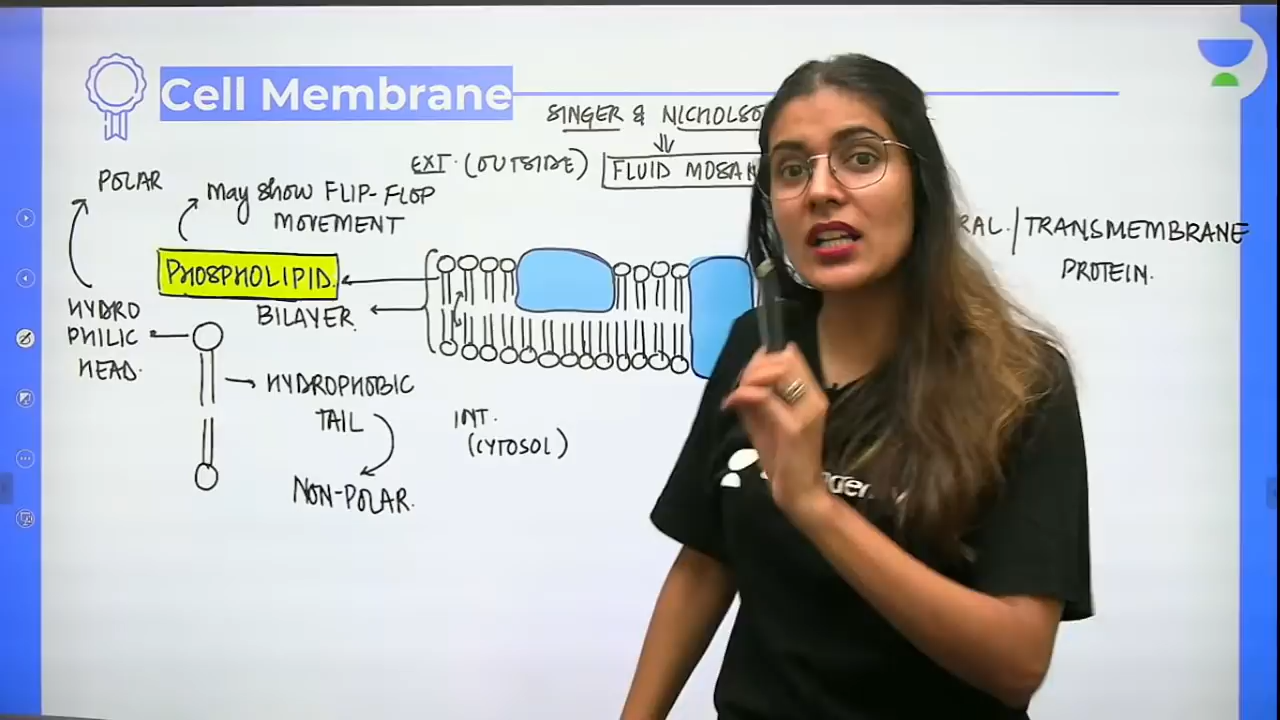 Cell Membrane
SINGER & NICHOLSO
EXT. (OUTSIDE)
FLUID MOSAI
POLAR
may show FLIP-FLOP
MOVEMENT
RAL / TRANSMEMBRANE
PROTEIN.
PHOSPHOLIPID
BILAYER
HYDRO
PHILIC
HEAD.
HYDROPHOBIC
TAIL
INT.
(CYTOSOL)
NON-POLAR.